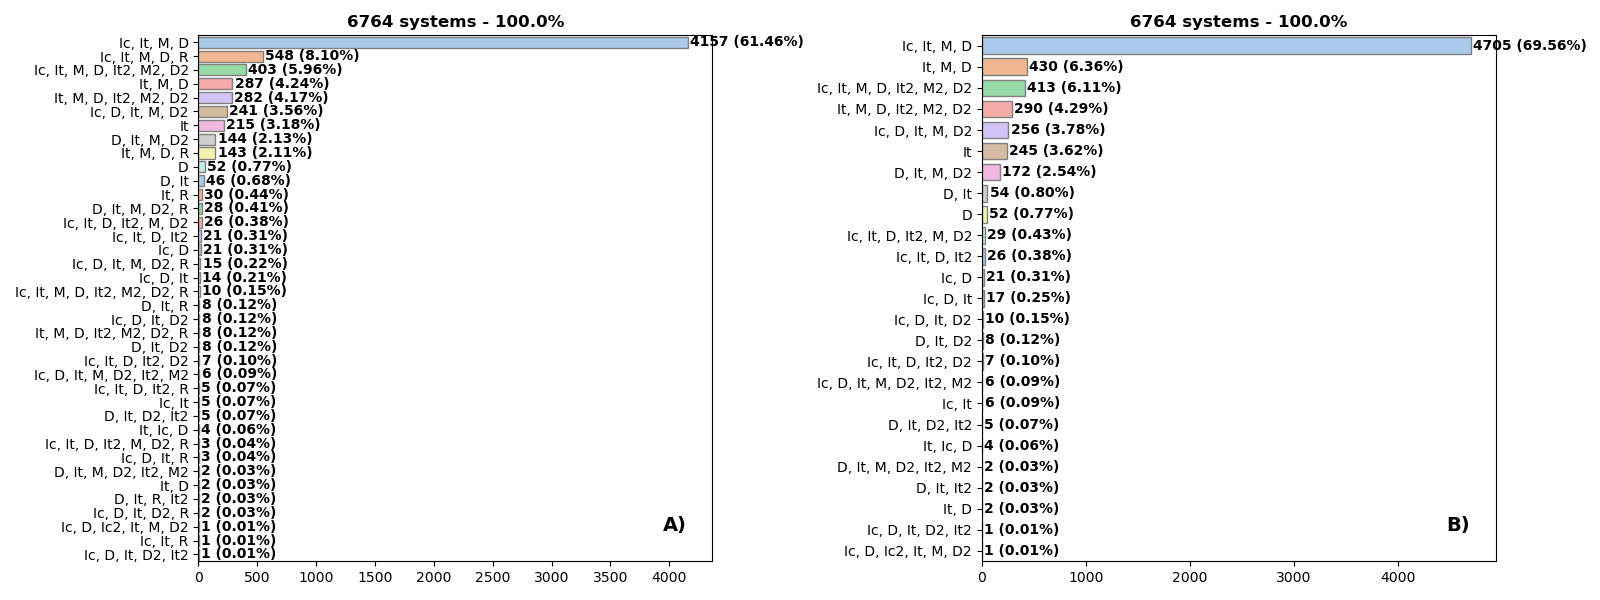 6764 systems - 100.0%
Ic, It, M, D 4157 (61.46%)
Ic, It, M, D, R 548 (8.10%)
Ic, It, M, D, It2, M2, D2 403 (5.96%)
It, M, D 287 (4.24%)
It, M, D, It2, M2, D2 282 (4.17%)
Ic, D, It, M, D2 241 (3.56%)
It 215 (3.18%)
D, It, M, D2 144 (2.13%)
It, M, D, R 143 (2.11%)
D 52 (0.77%)
D, It 46 (0.68%)
It, R 30 (0.44%)
D, It, M, D2, R 28 (0.41%)
Ic, It, D, It2, M, D2 26 (0.38%)
Ic, It, D, It2 21 (0.31%)
Ic, D 21 (0.31%)
Ic, D, It, M, D2, R 15 (0.22%)
Ic, D, It 14 (0.21%)
Ic, It, M, D, It2, M2, D2, R 10 (0.15%)
D, It, R 8 (0.12%)
Ic, D, It, D2 8 (0.12%)
It, M, D, It2, M2, D2, R 8 (0.12%)
D, It, D2 8 (0.12%)
Ic, It, D, It2, D2 7 (0.10%)
Ic, D, It, M, D2, It2, M2 6 (0.09%)
Ic, It, D, It2, R 5 (0.07%)
Ic, It 5 (0.07%)
D, It, D2, It2 5 (0.07%)
It, Ic, D 4 (0.06%)
Ic, It, D, It2, M, D2, R 3 (0.04%)
Ic, D, It, R 3 (0.04%)
D, It, M, D2, It2, M2 2 (0.03%)
It, D 2 (0.03%)
D, It, R, It2 2 (0.03%)
Ic, D, It, D2, R 2 (0.03%)
Ic, D, Ic2, It, M, D2 1 (0.01%)
Ic, It, R 1 (0.01%)
Ic, D, It, D2, It2 1 (0.01%)
A)
0 500 1000 1500 2000 2500 3000 3500 4000
6764 systems - 100.0%
Ic, It, M, D 4705 (69.56%)
It, M, D 430 (6.36%)
Ic, It, M, D, It2, M2, D2 413 (6.11%)
It, M, D, It2, M2, D2 290 (4.29%)
Ic, D, It, M, D2 256 (3.78%)
It 245 (3.62%)
D, It, M, D2 172 (2.54%)
D, It 54 (0.80%)
D 52 (0.77%)
Ic, It, D, It2, M, D2 29 (0.43%)
Ic, It, D, It2 26 (0.38%)
Ic, D 21 (0.31%)
Ic, D, It 17 (0.25%)
Ic, D, It, D2 10 (0.15%)
D, It, D2 8 (0.12%)
Ic, It, D, It2, D2 7 (0.10%)
Ic, D, It, M, D2, It2, M2 6 (0.09%)
Ic, It 6 (0.09%)
D, It, D2, It2 5 (0.07%)
It, Ic, D 4 (0.06%)
D, It, M, D2, It2, M2 2 (0.03%)
D, It, It2 2 (0.03%)
It, D 2 (0.03%)
Ic, D, It, D2, It2 1 (0.01%)
Ic, D, Ic2, It, M, D2 1 (0.01%)
B)
0 1000 2000 3000 4000